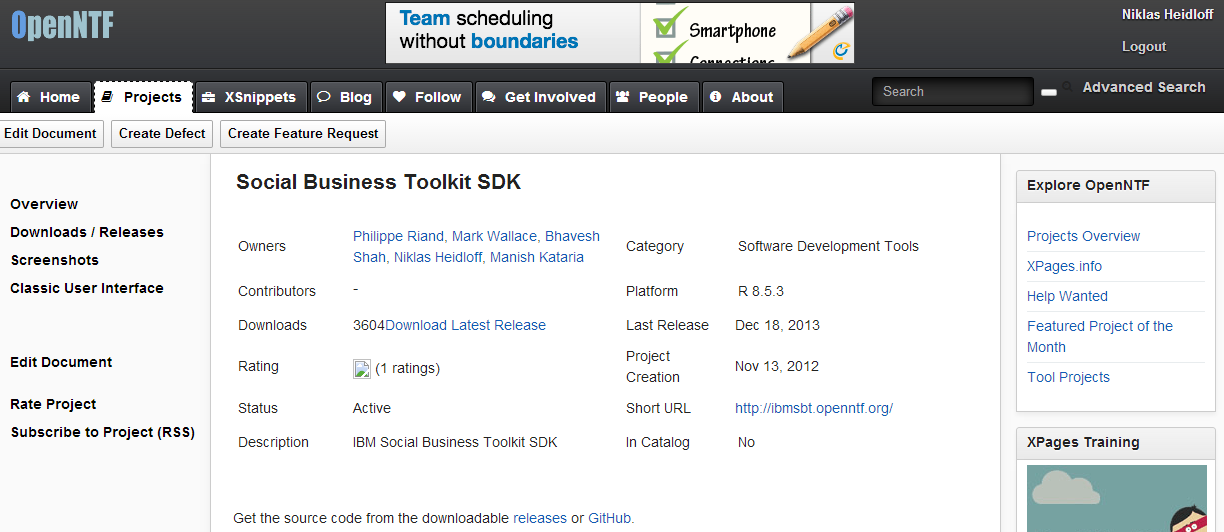 OpenNTF
Team scheduling
without boundaries
Smartphone
Connections
Niklas Heidloff
Logout
Home
Projects
XSnippets
Blog
Follow
Get Involved
People
About
Search
Advanced Search
Edit Document
Create Defect
Create Feature Request
Overview
Downloads / Releases
Screenshots
Classic User Interface
Edit Document
Rate Project
Subscribe to Project (RSS)
Social Business Toolkit SDK
Owners
Philippe Riand, Mark Wallace, Bhavesh
Shah, Niklas Heidloff, Manish Kataria
Category
Software Development Tools
Contributors
-
Platform
R 8.5.3
Downloads
3604Download Latest Release
Last Release
Dec 18, 2013
Rating
(1 ratings)
Project
Creation
Nov 13, 2012
Status
Active
Short URL
http://ibmsbt.openntf.org/
Description
IBM Social Business Toolkit SDK
In Catalog
No
Get the source code from the downloadable releases or GitHub.
Explore OpenNTF
Projects Overview
XPages.info
Help Wanted
Featured Project of the
Month
Tool Projects
XPages Training